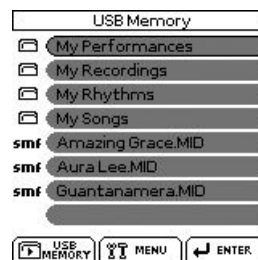 USB Memory
My Performances
My Recordings
My Rhythms
My Songs
smf Amazing Grace.MID
smf Aura Lee.MID
smf Guantanamera.MID
USB MEMORY MENU ENTER